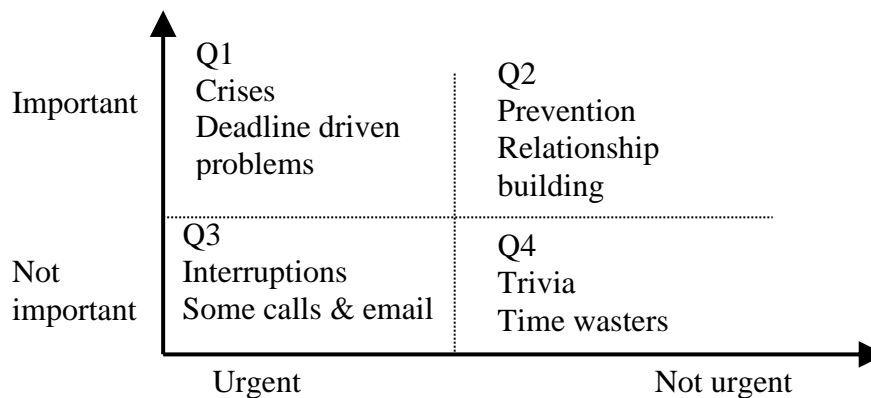 Important
Q1
Crises
Deadline driven
problems
Q2
Prevention
Relationship
building
Not
important
Q3
Interruptions
Some calls & email
Q4
Trivia
Time wasters
Urgent
Not urgent